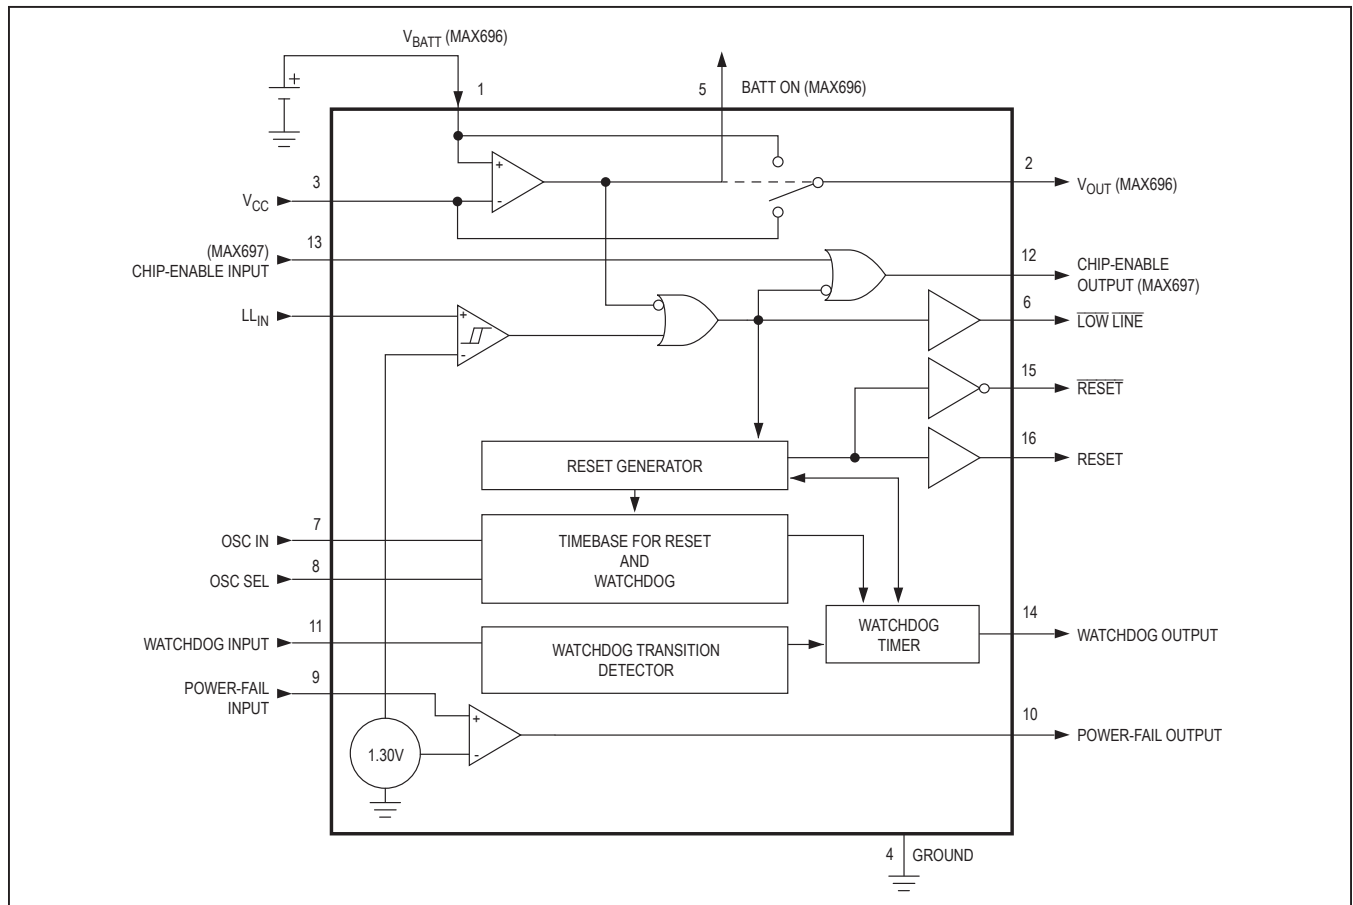 V_BATT (MAX696)
+
1
5
BATT ON (MAX696)
+
-
3
V_CC
2
V_OUT (MAX696)
(MAX697)
CHIP-ENABLE INPUT
13
12
CHIP-ENABLE
OUTPUT (MAX697)
LL_IN
+
-
6
LOW LINE
15
RESET
16
RESET
RESET GENERATOR
7
OSC IN
8
OSC SEL
TIMEBASE FOR RESET
AND
WATCHDOG
11
WATCHDOG INPUT
WATCHDOG TRANSITION
DETECTOR
WATCHDOG
TIMER
14
WATCHDOG OUTPUT
9
POWER-FAIL
INPUT
+
-
1.30V
10
POWER-FAIL OUTPUT
4
GROUND